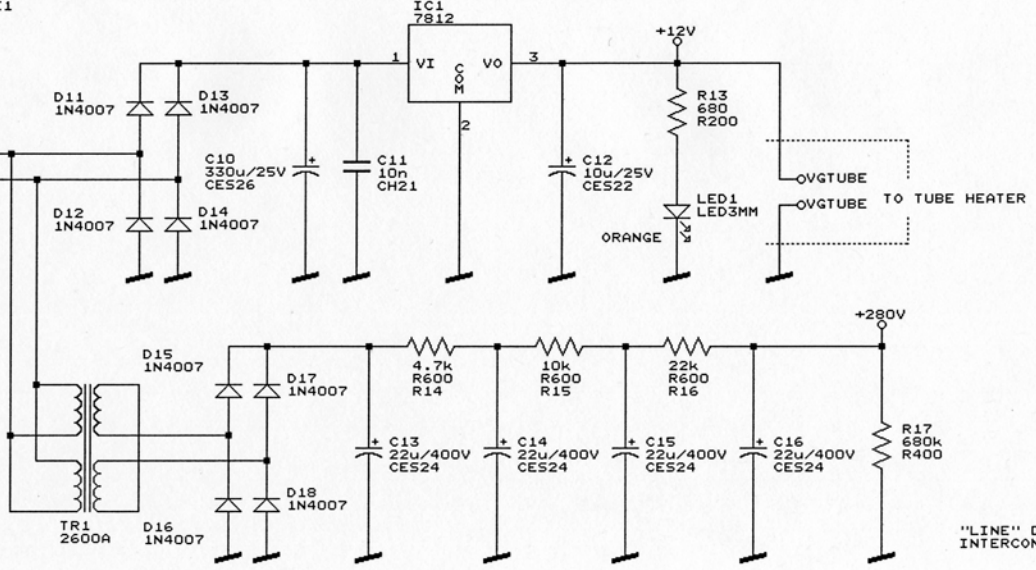 IC1
7812
+12V
1
VI
COM
VO
3
2
D11
1N4007
D13
1N4007
R13
680
R200
C10
330u/25V
CES26
C11
10n
CH21
C12
10u/25V
CES22
VGTUBE
TO TUBE HEATER
VGTUBE
D12
1N4007
D14
1N4007
LED1
LED3MM
ORANGE
+280V
D15
1N4007
D17
1N4007
4.7k
R600
R14
10k
R600
R15
22k
R600
R16
C13
22u/400V
CES24
C14
22u/400V
CES24
C15
22u/400V
CES24
C16
22u/400V
CES24
R17
680k
R400
D18
1N4007
TR1
2600A
D16
1N4007
"LINE"